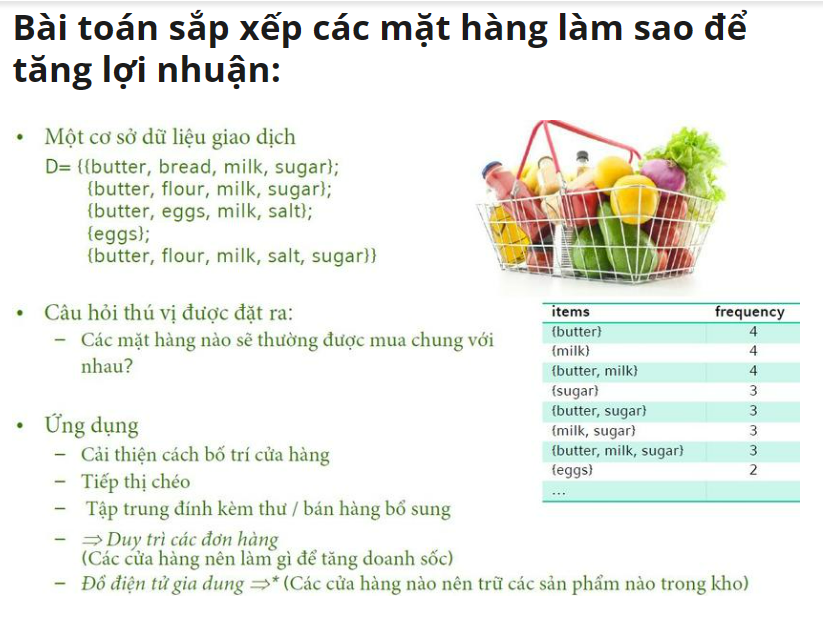 Bài toán sắp xếp các mặt hàng làm sao để
tăng lợi nhuận:
• Một cơ sở dữ liệu giao dịch
D= {{butter, bread, milk, sugar};
{butter, flour, milk, sugar};
{butter, eggs, milk, salt};
{eggs};
{butter, flour, milk, salt, sugar}}
• Câu hỏi thú vị được đặt ra:
– Các mặt hàng nào sẽ thường được mua chung với
nhau?
items frequency
{butter} 4
{milk} 4
{butter, milk} 4
{sugar} 3
{butter, sugar} 3
{milk, sugar} 3
{butter, milk, sugar} 3
{eggs} 2
...
• Ứng dụng
– Cải thiện cách bố trí cửa hàng
– Tiếp thị chéo
– Tập trung đính kèm thư / bán hàng bổ sung
– ⇒ Duy trì các đơn hàng
(Các cửa hàng nên làm gì để tăng doanh sốc)
– Đồ điện tử gia dung ⇒* (Các cửa hàng nào nên trữ các sản phẩm nào trong kho)